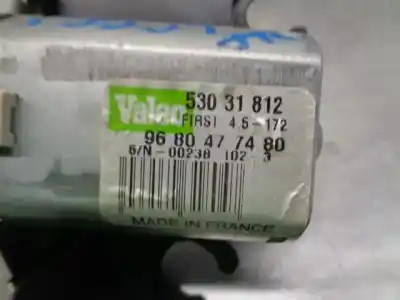 Valeo
530 31 812
FIRST 4.5-172
96 80 47 74 80
S/N-00238 102 3
MADE IN FRANCE